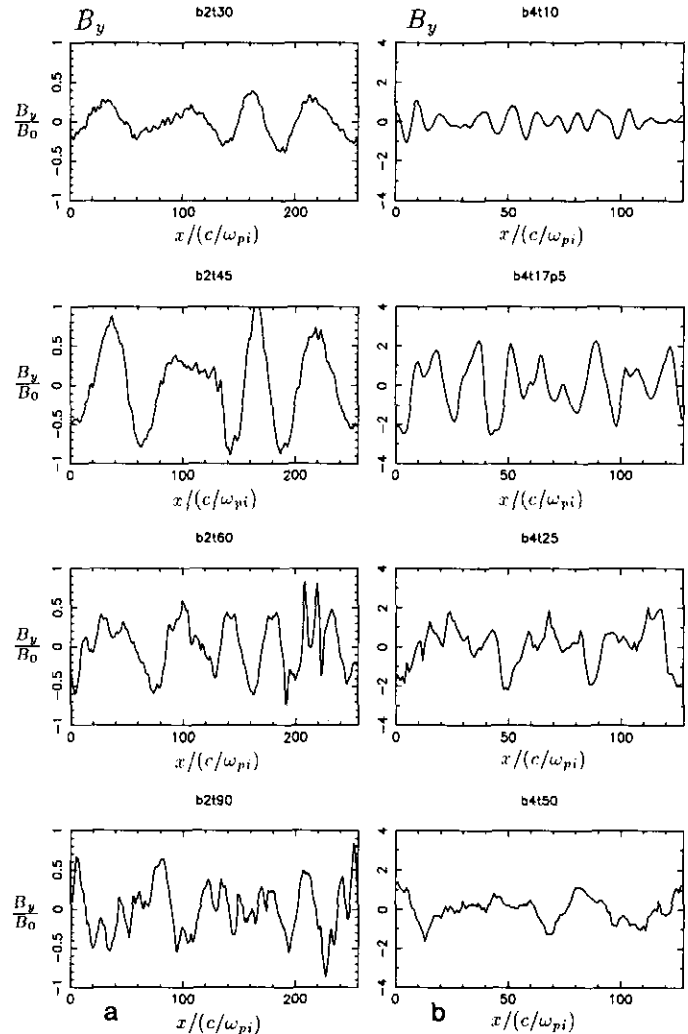 B_y b2t30 B_y b4t10
1 4
0.5 2
B_y/B_0 0 0
-0.5 -2
-1 -4
0 100 200 0 50 100
x/(c/ω_pi) x/(c/ω_pi)
b2t45 b4t17p5
1 4
0.5 2
B_y/B_0 0 0
-0.5 -2
-1 -4
0 100 200 0 50 100
x/(c/ω_pi) x/(c/ω_pi)
b2t60 b4t25
1 4
0.5 2
B_y/B_0 0 0
-0.5 -2
-1 -4
0 100 200 0 50 100
x/(c/ω_pi) x/(c/ω_pi)
b2t90 b4t50
1 4
0.5 2
B_y/B_0 0 0
-0.5 -2
-1 -4
0 100 200 0 50 100
a x/(c/ω_pi) b x/(c/ω_pi)